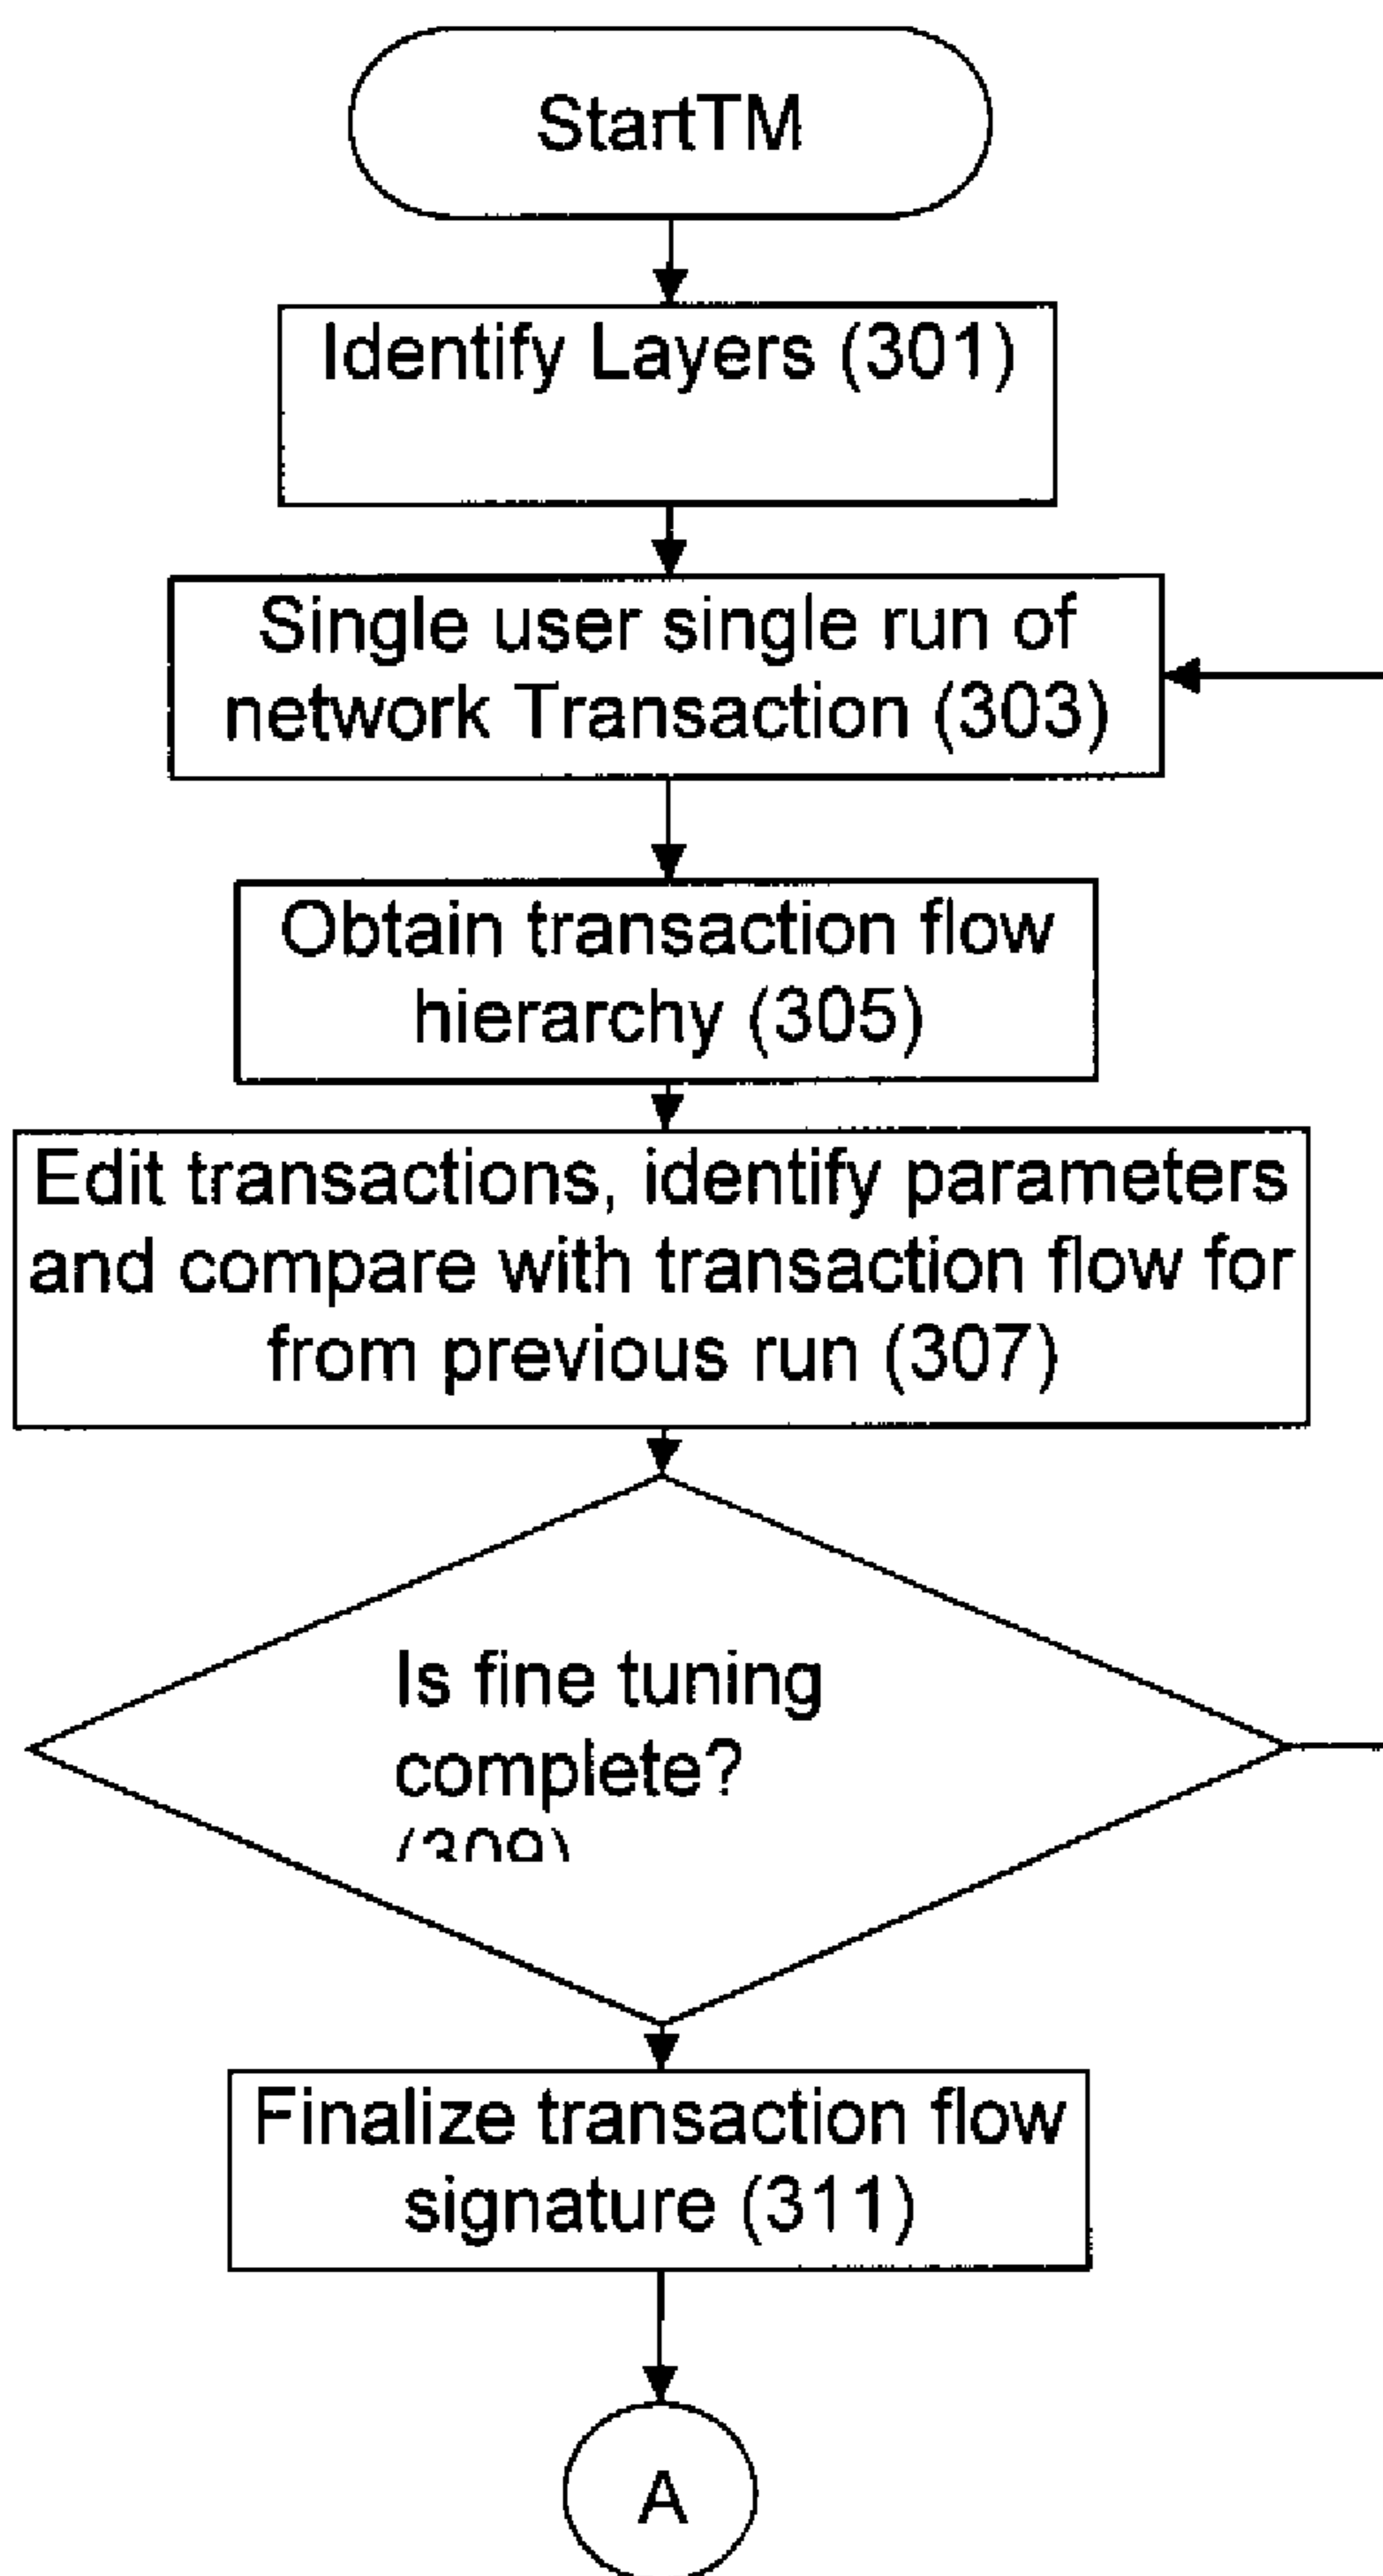 StartTM
Identify Layers (301)
Single user single run of
network Transaction (303)
Obtain transaction flow
hierarchy (305)
Edit transactions, identify parameters
and compare with transaction flow for
from previous run (307)
Is fine tuning
complete?
(309)
Finalize transaction flow
signature (311)
A